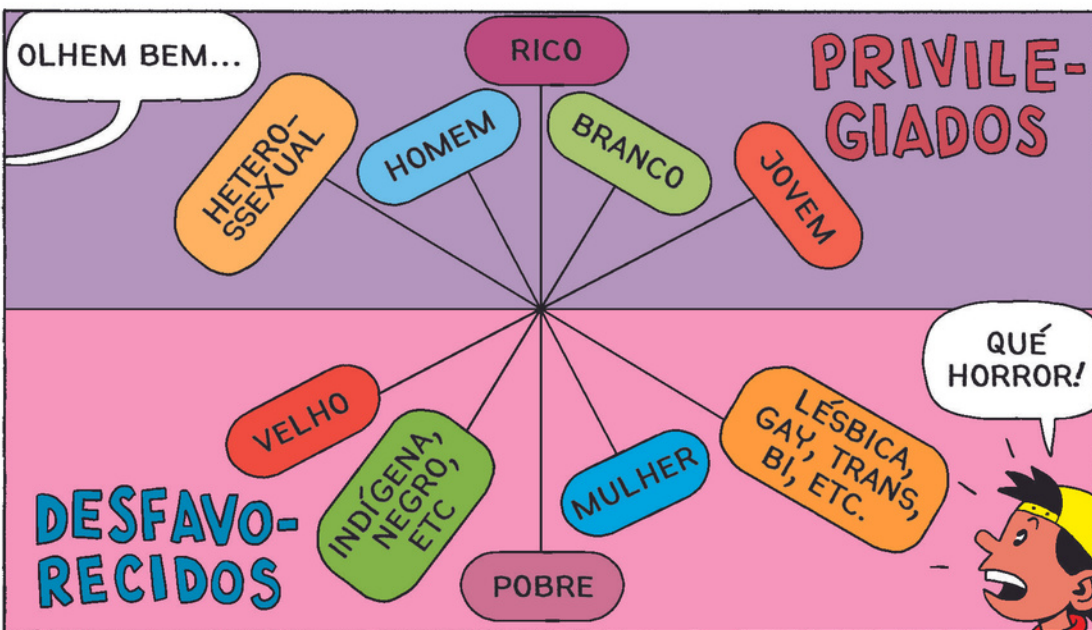 OLHEM BEM...
RICO
PRIVILE-
GIADOS
HETERO-
SSEXUAL
HOMEM
BRANCO
JOVEM
QUÉ
HORROR!
VELHO
INDÍGENA,
NEGRO,
ETC
MULHER
LÉSBICA,
GAY, TRANS,
BI, ETC.
DESFAVO-
RECIDOS
POBRE